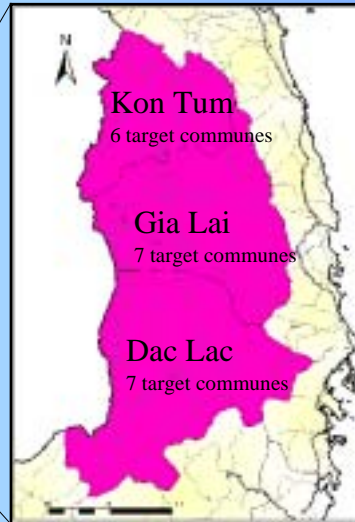 N
Kon Tum
6 target communes
Gia Lai
7 target communes
Dac Lac
7 target communes